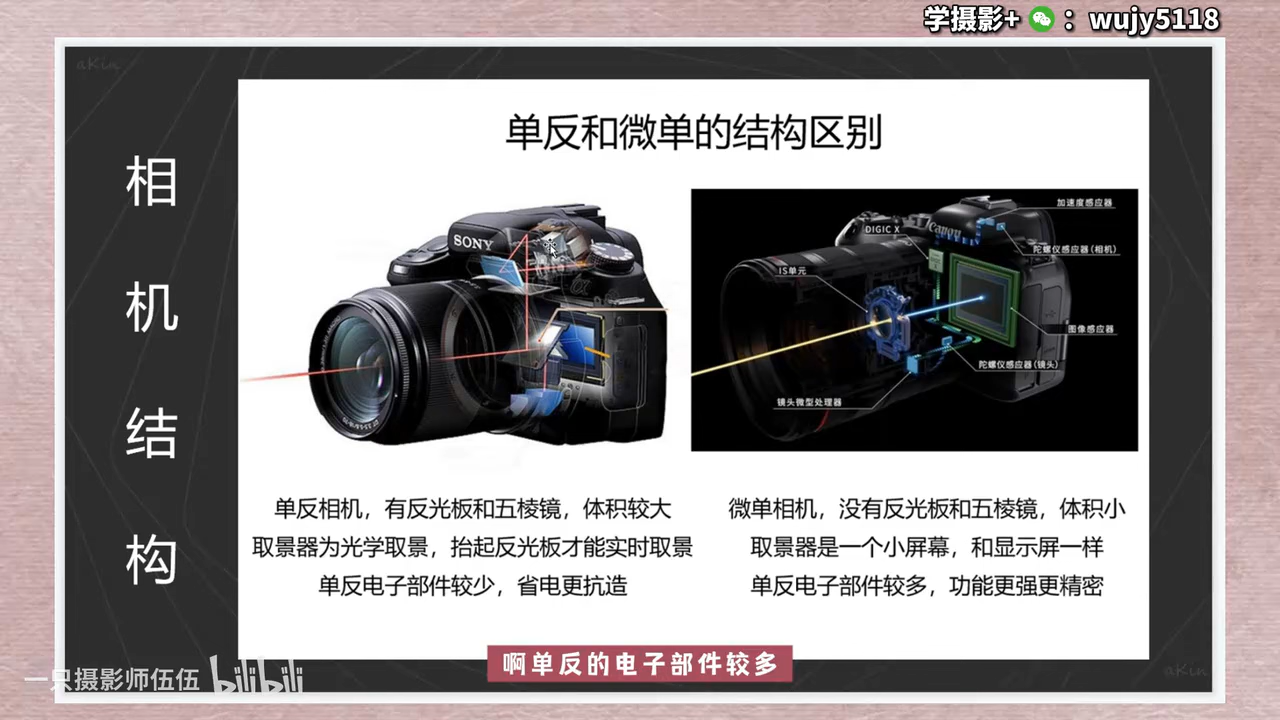 学摄影+ ：wujy5118
akin
相机结构
单反和微单的结构区别
SONY
α
Canon
加速度感应器
DIGIC X
陀螺仪感应器(相机)
IS单元
图像感应器
陀螺仪感应器(镜头)
镜头微型处理器
单反相机，有反光板和五棱镜，体积较大
取景器为光学取景，抬起反光板才能实时取景
单反电子部件较少，省电更抗造
微单相机，没有反光板和五棱镜，体积小
取景器是一个小屏幕，和显示屏一样
单反电子部件较多，功能更强更精密
啊单反的电子部件较多
一只摄影师伍伍 bilibili
akin